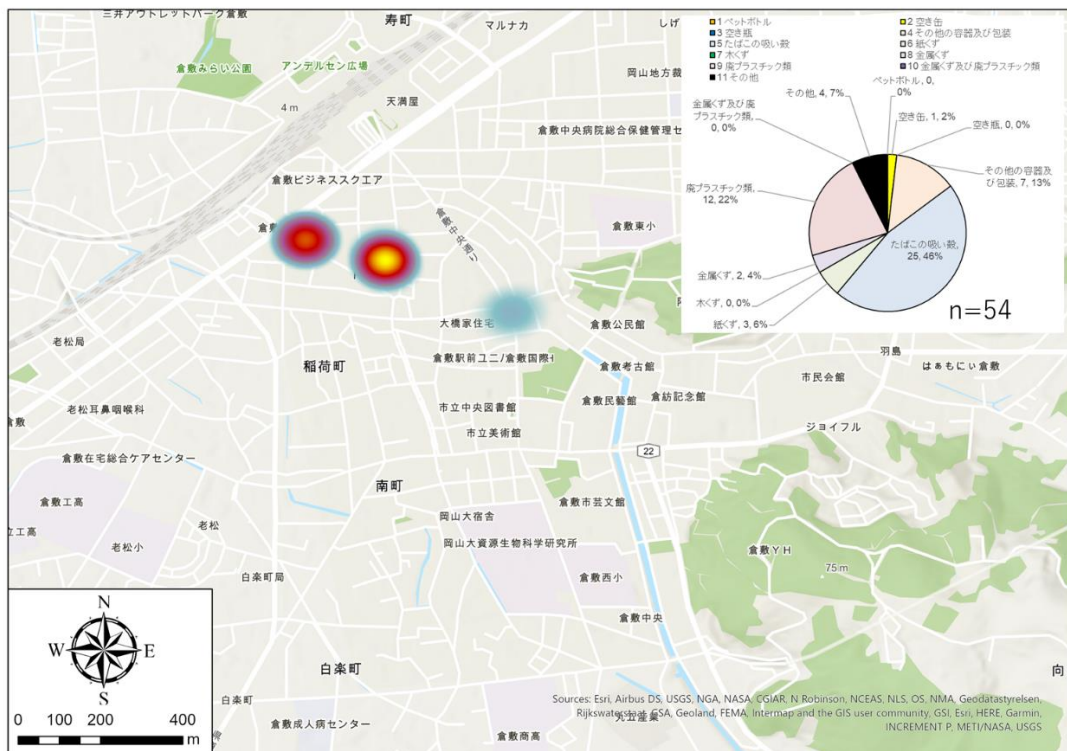 三井アウトレットパーク倉敷
寿町
マルナカ
しげ
倉敷みらい公園
アンデルセン広場
岡山地方裁
天満屋
4 m
倉敷中央病院総合保健管理セ
倉敷ビジネススクエア
倉敷
倉敷中央通り
倉敷東小
大橋家住宅
倉敷公民館
老松局
稲荷町
倉敷駅前ユニ
倉敷国際
倉敷考古館
羽島
はぁもにぃ倉敷
市民会館
老松耳鼻咽喉科
倉敷
市立中央図書館
倉敷民藝館
倉紡記念館
市立美術館
ジョイフル
倉敷在宅総合ケアセンター
22
南町
倉敷工高
倉敷市芸文館
岡山大宿舎
立工高
老松
老松小
岡山大資源生物科学研究所
倉敷YH
75 m
白楽町局
倉敷西小
倉敷中央
白楽町
向
白楽町
倉敷成人病センター
倉敷商高
丸五産業
1 ペットボトル
2 空き缶
3 空き瓶
4 その他の容器及び包装
5 たばこの吸い殻
6 紙くず
7 木くず
8 金属くず
9 廃プラスチック類
10 金属くず及び廃プラスチック類
11 その他
ペットボトル, 0,
0%
空き缶, 1, 2%
空き瓶, 0, 0%
その他の容器及
び包装, 7, 13%
たばこの吸い殻,
25, 46%
紙くず, 3, 6%
木くず, 0, 0%
金属くず, 2, 4%
廃プラスチック類,
12, 22%
金属くず及び廃
プラスチック類,
0, 0%
その他, 4, 7%
n=54
N
W
E
S
0 100 200 400
m
Sources: Esri, Airbus DS, USGS, NGA, NASA, CGIAR, N Robinson, NCEAS, NLS, OS, NMA, Geodatastyrelsen,
Rijkswaterstaat, GSA, Geoland, FEMA, Intermap and the GIS user community, GSI, Esri, HERE, Garmin,
INCREMENT P, METI/NASA, USGS